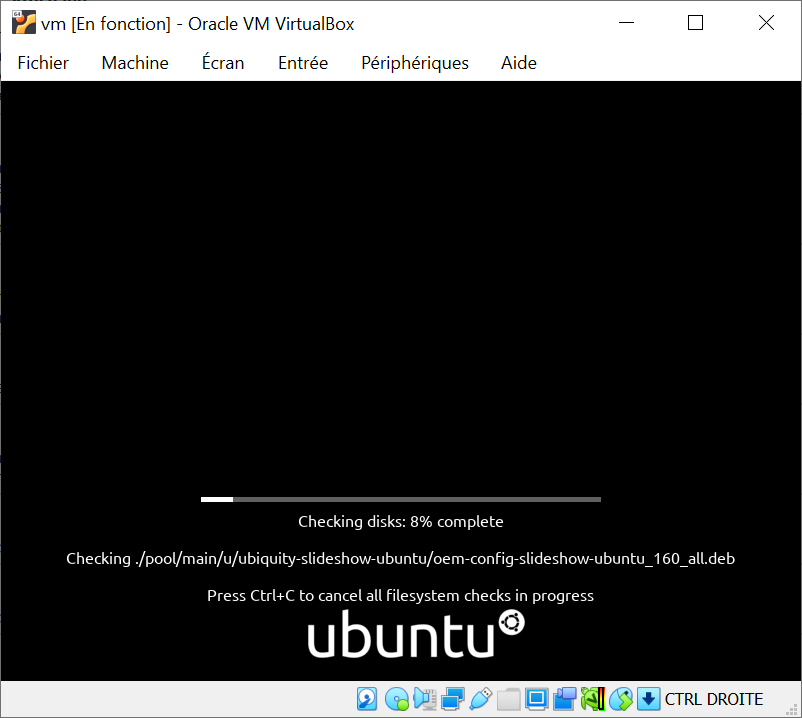 vm [En fonction] - Oracle VM VirtualBox
Fichier Machine Écran Entrée Périphériques Aide
Checking disks: 8% complete
Checking ./pool/main/u/ubiquity-slideshow-ubuntu/oem-config-slideshow-ubuntu_160_all.deb
Press Ctrl+C to cancel all filesystem checks in progress
ubuntu
CTRL DROITE